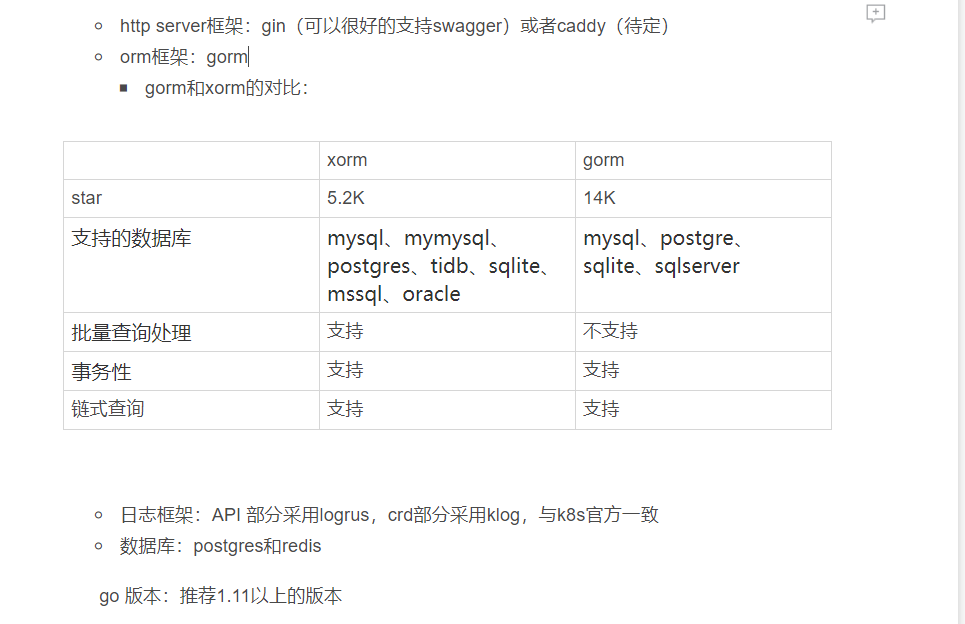 http server框架：gin（可以很好的支持swagger）或者caddy（待定）
orm框架：gorm
gorm和xorm的对比：
xorm gorm
star 5.2K 14K
支持的数据库 mysql、mymysql、 mysql、postgre、
postgres、tidb、sqlite、 sqlite、sqlserver
mssql、oracle
批量查询处理 支持 不支持
事务性 支持 支持
链式查询 支持 支持
日志框架：API 部分采用logrus，crd部分采用klog，与k8s官方一致
数据库：postgres和redis
go 版本：推荐1.11以上的版本